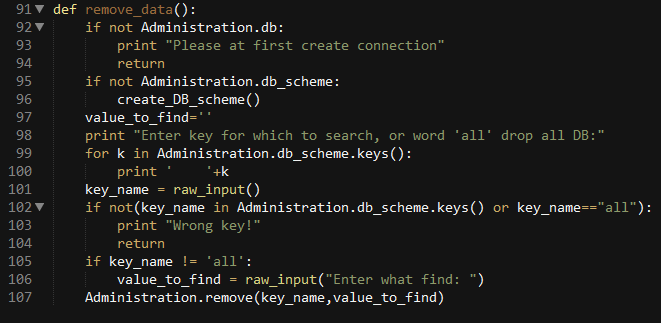 91 def remove_data():
92     if not Administration.db:
93         print "Please at first create connection"
94         return
95     if not Administration.db_scheme:
96         create_DB_scheme()
97     value_to_find=''
98     print "Enter key for which to search, or word 'all' drop all DB:"
99     for k in Administration.db_scheme.keys():
100         print '    '+k
101     key_name = raw_input()
102     if not(key_name in Administration.db_scheme.keys() or key_name=="all"):
103         print "Wrong key!"
104         return
105     if key_name != 'all':
106         value_to_find = raw_input("Enter what find: ")
107     Administration.remove(key_name,value_to_find)